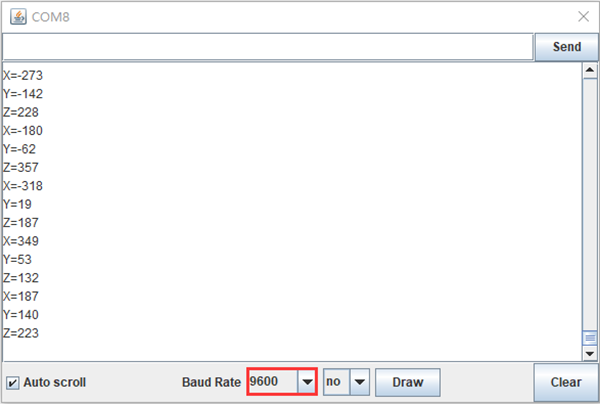 COM8
Send
X=-273
Y=-142
Z=228
X=-180
Y=-62
Z=357
X=-318
Y=19
Z=187
X=349
Y=53
Z=132
X=187
Y=140
Z=223
Auto scroll Baud Rate 9600 no Draw Clear